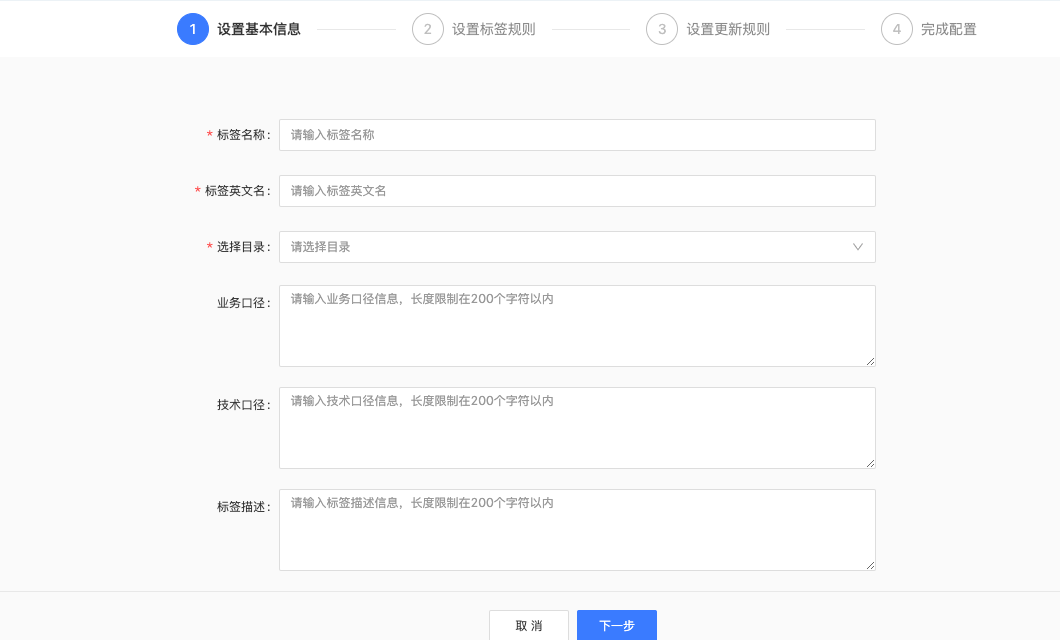 1 设置基本信息 2 设置标签规则 3 设置更新规则 4 完成配置
* 标签名称: 请输入标签名称
* 标签英文名: 请输入标签英文名
* 选择目录: 请选择目录
业务口径: 请输入业务口径信息，长度限制在200个字符以内
技术口径: 请输入技术口径信息，长度限制在200个字符以内
标签描述: 请输入标签描述信息，长度限制在200个字符以内
取 消 下一步